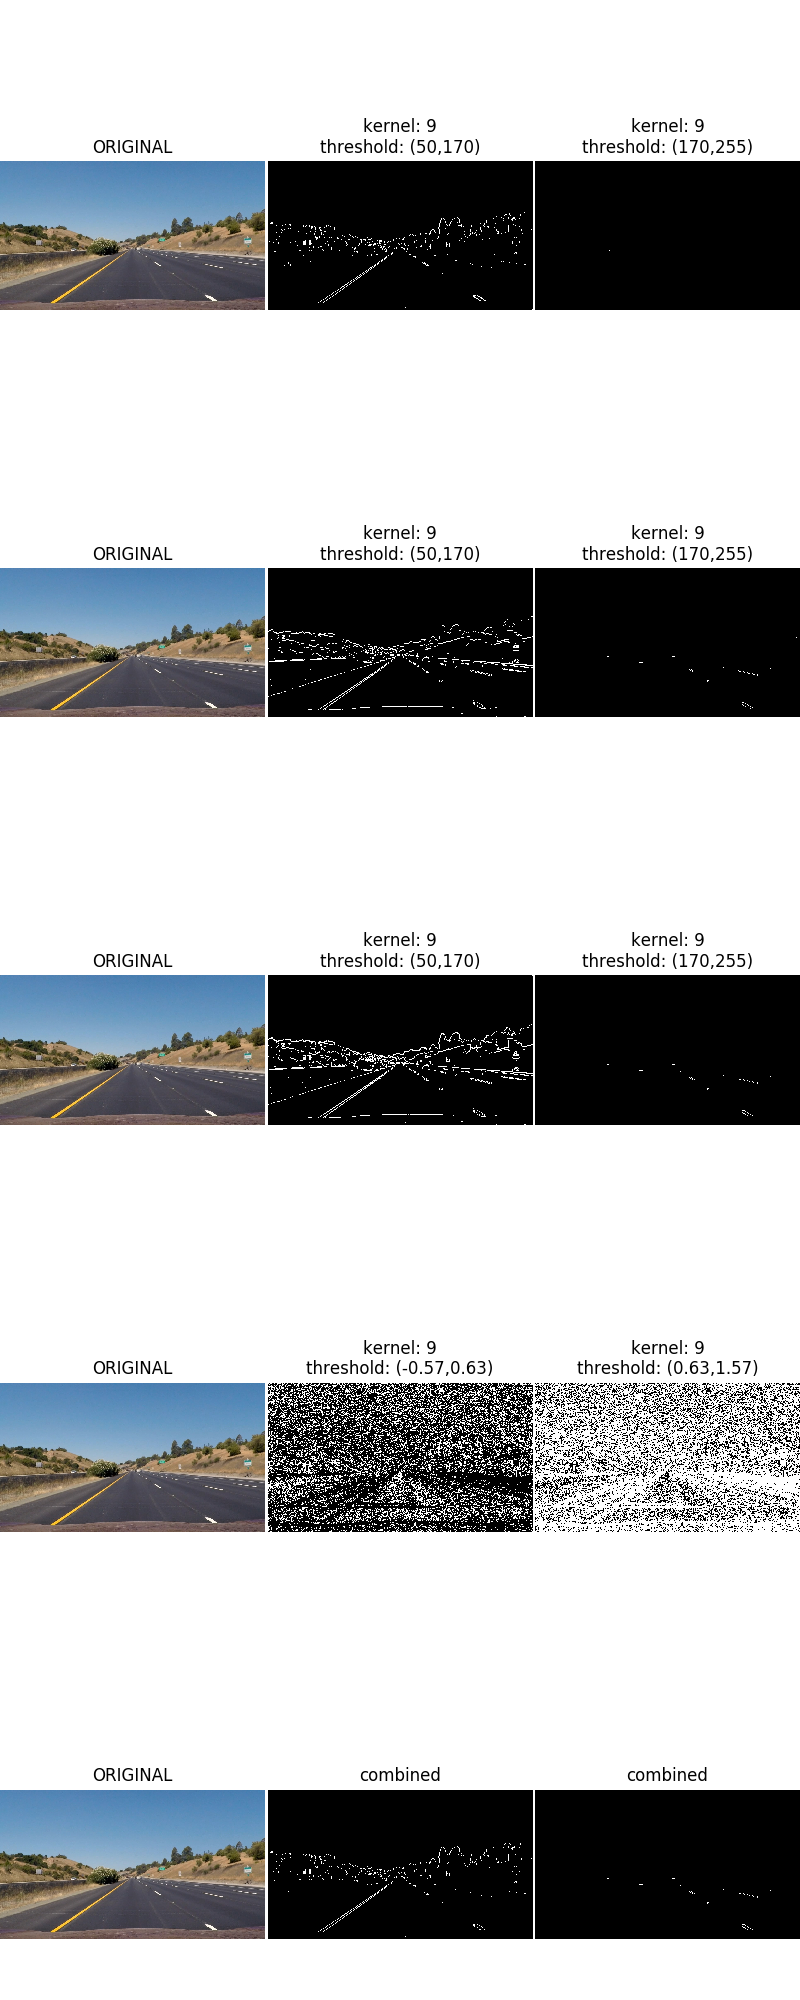 ORIGINAL
kernel: 9
threshold: (50,170)
kernel: 9
threshold: (170,255)
ORIGINAL
kernel: 9
threshold: (50,170)
kernel: 9
threshold: (170,255)
ORIGINAL
kernel: 9
threshold: (50,170)
kernel: 9
threshold: (170,255)
ORIGINAL
kernel: 9
threshold: (-0.57,0.63)
kernel: 9
threshold: (0.63,1.57)
ORIGINAL
combined
combined